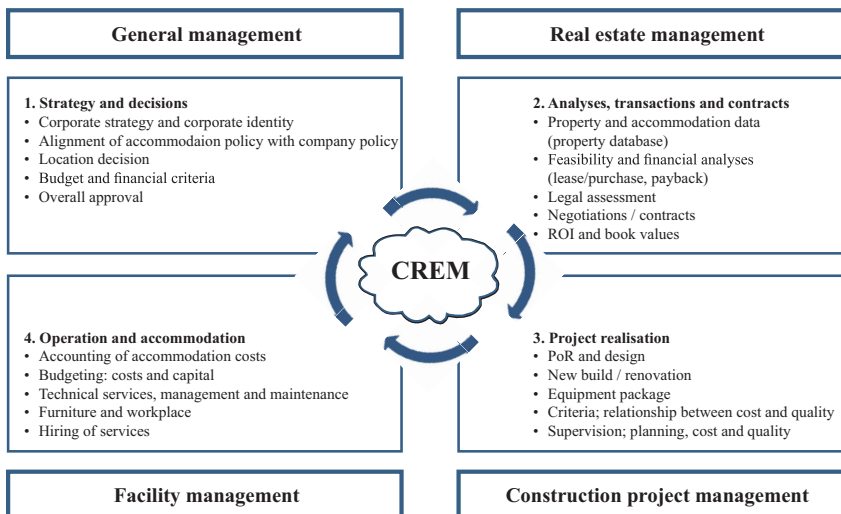 General management
Real estate management
1. Strategy and decisions
• Corporate strategy and corporate identity
• Alignment of accommodaion policy with company policy
• Location decision
• Budget and financial criteria
• Overall approval
2. Analyses, transactions and contracts
• Property and accommodation data
(property database)
• Feasibility and financial analyses
(lease/purchase, payback)
• Legal assessment
• Negotiations / contracts
• ROI and book values
CREM
4. Operation and accommodation
• Accounting of accommodation costs
• Budgeting: costs and capital
• Technical services, management and maintenance
• Furniture and workplace
• Hiring of services
3. Project realisation
• PoR and design
• New build / renovation
• Equipment package
• Criteria; relationship between cost and quality
• Supervision; planning, cost and quality
Facility management
Construction project management